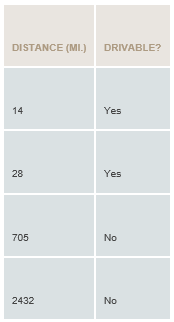 DISTANCE (MI.) DRIVABLE?
14 Yes
28 Yes
705 No
2432 No